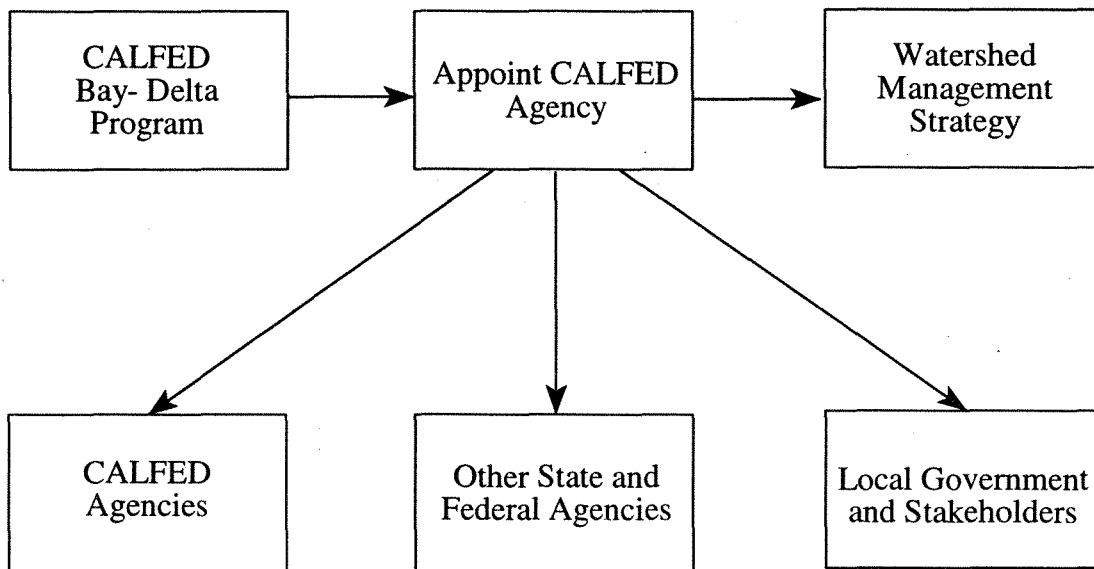 CALFED
Bay- Delta
Program
Appoint CALFED
Agency
Watershed
Management
Strategy
CALFED
Agencies
Other State and
Federal Agencies
Local Government
and Stakeholders